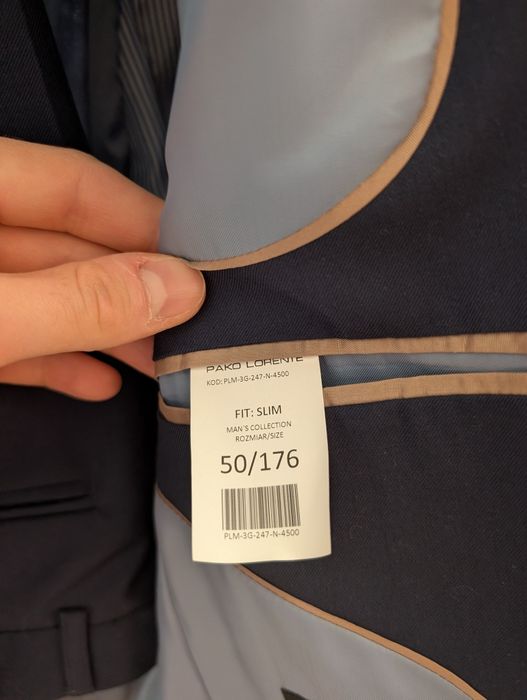 PAKO LORENTE
KOD: PLM-3G-247-N-4500
FIT: SLIM
MAN`S COLLECTION
ROZMIAR/SIZE
50/176
PLM-3G-247-N-4500